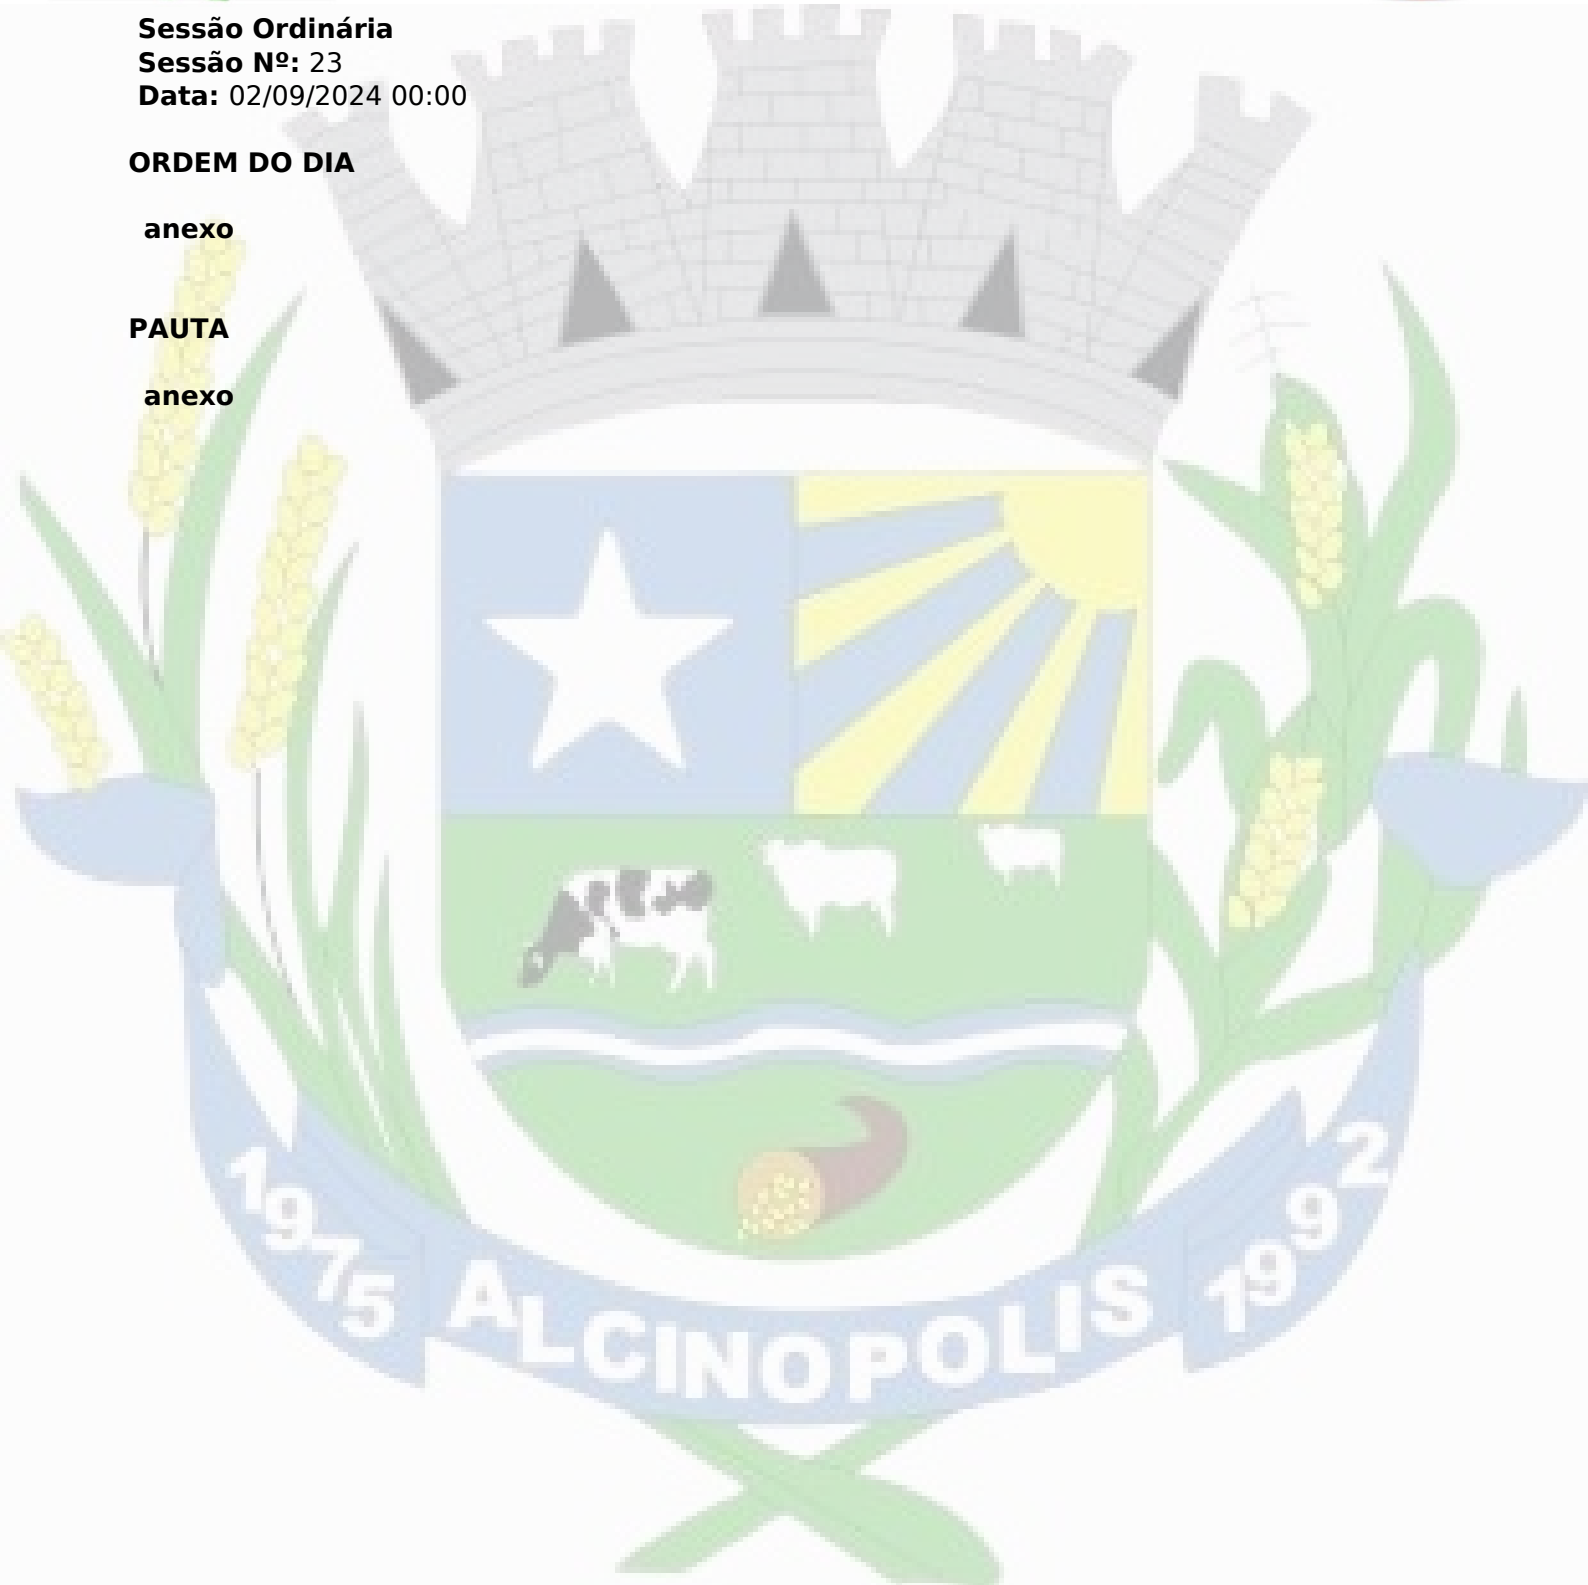 Sessão Ordinária
Sessão Nº: 23
Data: 02/09/2024 00:00
ORDEM DO DIA
anexo
PAUTA
anexo
1975
ALCINOPOLIS
1992